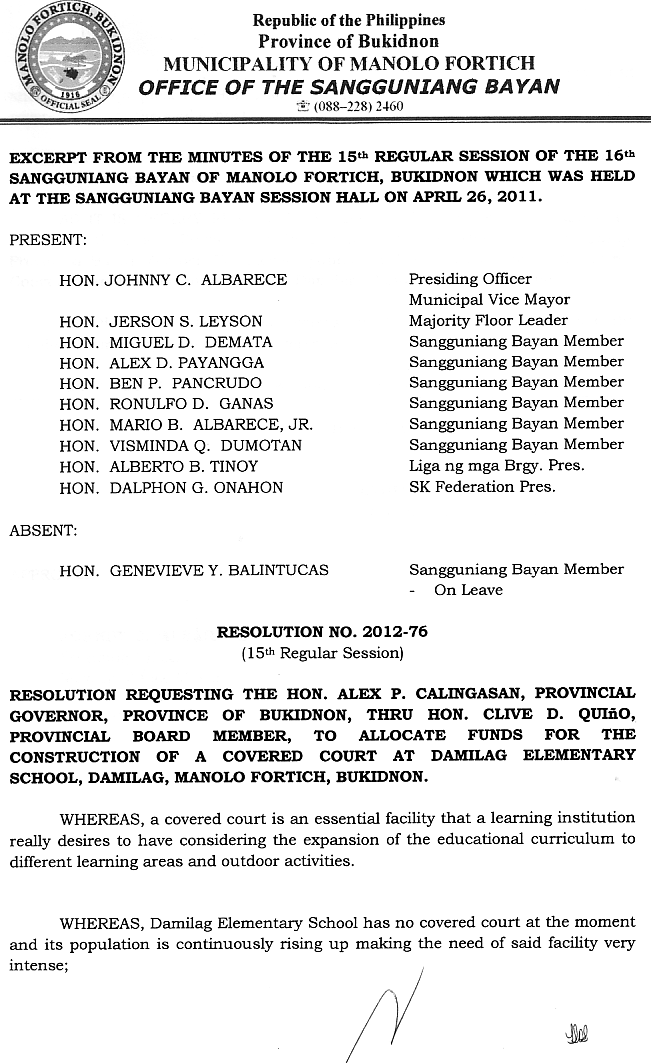 MANOLO FORTICH, BUKIDNON
1916
OFFICIAL SEAL
Republic of the Philippines
Province of Bukidnon
MUNICIPALITY OF MANOLO FORTICH
OFFICE OF THE SANGGUNIANG BAYAN
☏ (088–228) 2460
EXCERPT FROM THE MINUTES OF THE 15th REGULAR SESSION OF THE 16th
SANGGUNIANG BAYAN OF MANOLO FORTICH, BUKIDNON WHICH WAS HELD
AT THE SANGGUNIANG BAYAN SESSION HALL ON APRIL 26, 2011.
PRESENT:
HON. JOHNNY C. ALBARECE Presiding Officer
Municipal Vice Mayor
HON. JERSON S. LEYSON Majority Floor Leader
HON. MIGUEL D. DEMATA Sangguniang Bayan Member
HON. ALEX D. PAYANGGA Sangguniang Bayan Member
HON. BEN P. PANCRUDO Sangguniang Bayan Member
HON. RONULFO D. GANAS Sangguniang Bayan Member
HON. MARIO B. ALBARECE, JR. Sangguniang Bayan Member
HON. VISMINDA Q. DUMOTAN Sangguniang Bayan Member
HON. ALBERTO B. TINOY Liga ng mga Brgy. Pres.
HON. DALPHON G. ONAHON SK Federation Pres.
ABSENT:
HON. GENEVIEVE Y. BALINTUCAS Sangguniang Bayan Member
- On Leave
RESOLUTION NO. 2012-76
(15th Regular Session)
RESOLUTION REQUESTING THE HON. ALEX P. CALINGASAN, PROVINCIAL
GOVERNOR, PROVINCE OF BUKIDNON, THRU HON. CLIVE D. QUIñO,
PROVINCIAL BOARD MEMBER, TO ALLOCATE FUNDS FOR THE
CONSTRUCTION OF A COVERED COURT AT DAMILAG ELEMENTARY
SCHOOL, DAMILAG, MANOLO FORTICH, BUKIDNON.
WHEREAS, a covered court is an essential facility that a learning institution
really desires to have considering the expansion of the educational curriculum to
different learning areas and outdoor activities.
WHEREAS, Damilag Elementary School has no covered court at the moment
and its population is continuously rising up making the need of said facility very
intense;